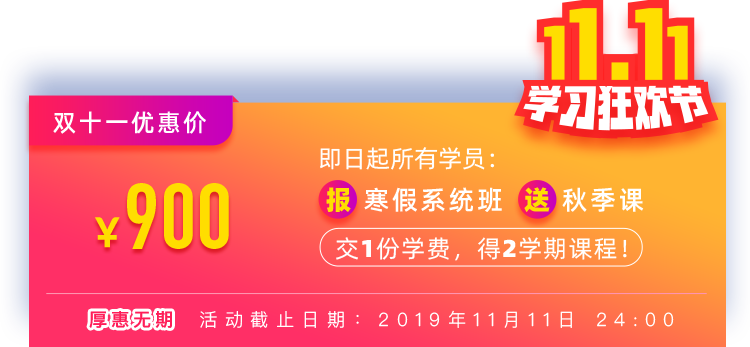 11.11
学习狂欢节
双十一优惠价
即日起所有学员：
¥900
报 寒假系统班 送 秋季课
交1份学费，得2学期课程！
厚惠无期 活动截止日期：2019年11月11日 24:00